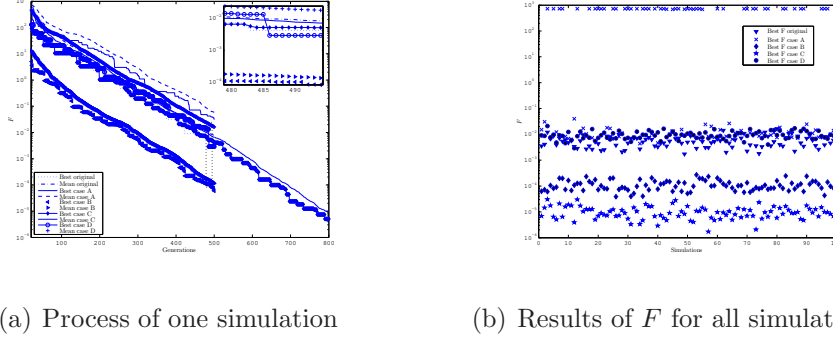 Best original
Mean original
Best case A
Mean case A
Best case B
Mean case B
Best case C
Mean case C
Best case D
Mean case D
480 485 490
100 200 300 400 500 600 700 800
Generations
F
Best F original
Best F case A
Best F case B
Best F case C
Best F case D
F
0 10 20 30 40 50 60 70 80 90
Simulations
(a) Process of one simulation
(b) Results of F for all simulat